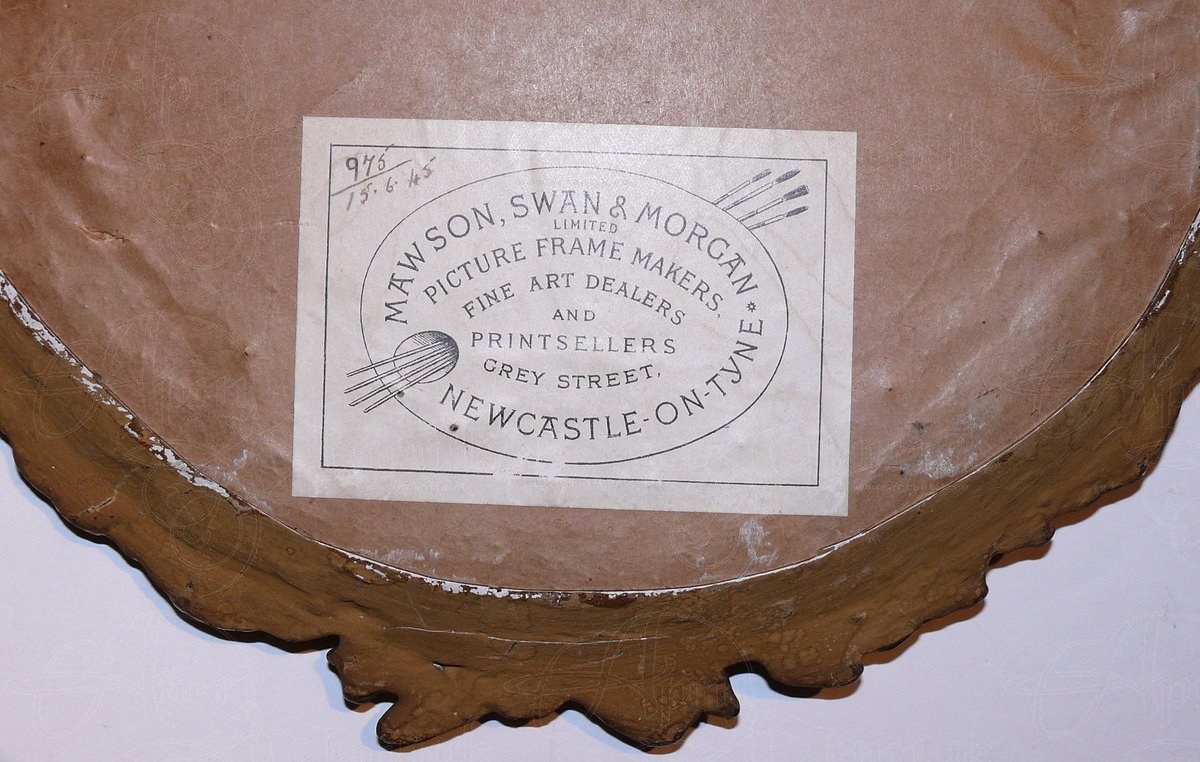 975
15.6.45
MAWSON, SWAN & MORGAN
LIMITED
PICTURE FRAME MAKERS,
FINE ART DEALERS
AND
PRINTSELLERS
GREY STREET,
NEWCASTLE-ON-TYNE